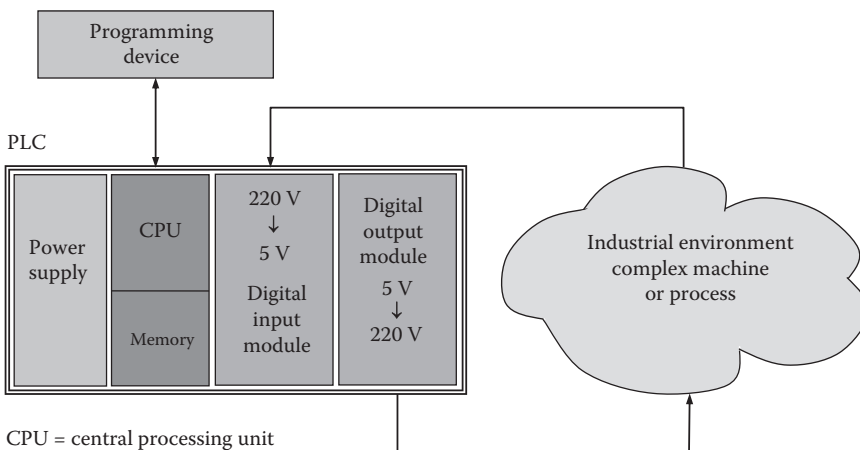 Programming
device
PLC
Power
supply
CPU
Memory
220 V
↓
5 V
Digital
input
module
Digital
output
module
5 V
↓
220 V
Industrial environment
complex machine
or process
CPU = central processing unit